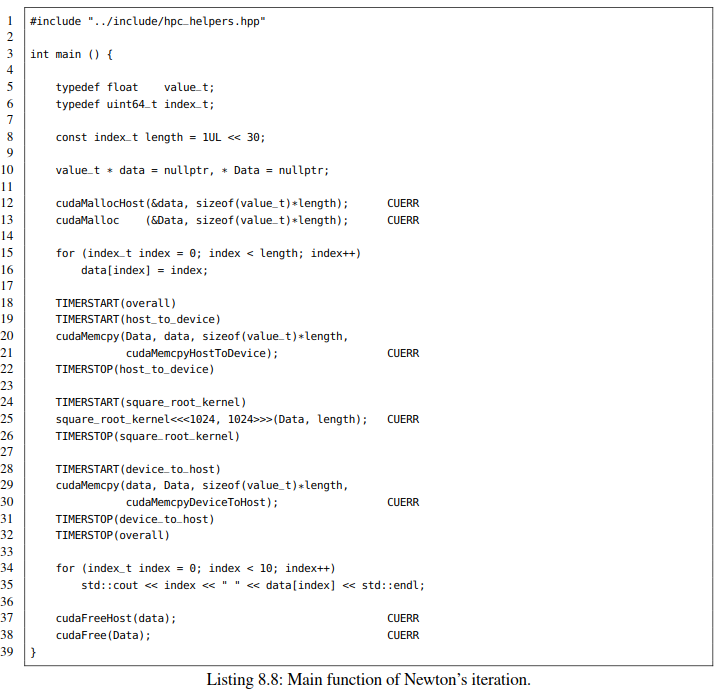 1 #include "../include/hpc_helpers.hpp"
2
3 int main () {
4
5     typedef float    value_t;
6     typedef uint64_t index_t;
7
8     const index_t length = 1UL << 30;
9
10     value_t * data = nullptr, * Data = nullptr;
11
12     cudaMallocHost(&Data, sizeof(value_t)*length);      CUERR
13     cudaMalloc    (&Data, sizeof(value_t)*length);      CUERR
14
15     for (index_t index = 0; index < length; index++)
16         data[index] = index;
17
18     TIMERSTART(overall)
19     TIMERSTART(host_to_device)
20     cudaMemcpy(Data, data, sizeof(value_t)*length,
21                cudaMemcpyHostToDevice);                 CUERR
22     TIMERSTOP(host_to_device)
23
24     TIMERSTART(square_root_kernel)
25     square_root_kernel<<<1024, 1024>>>(Data, length);   CUERR
26     TIMERSTOP(square_root_kernel)
27
28     TIMERSTART(device_to_host)
29     cudaMemcpy(data, Data, sizeof(value_t)*length,
30                cudaMemcpyDeviceToHost);                 CUERR
31     TIMERSTOP(device_to_host)
32     TIMERSTOP(overall)
33
34     for (index_t index = 0; index < 10; index++)
35         std::cout << index << " " << data[index] << std::endl;
36
37     cudaFreeHost(data);                                 CUERR
38     cudaFree(Data);                                     CUERR
39 }
Listing 8.8: Main function of Newton's iteration.